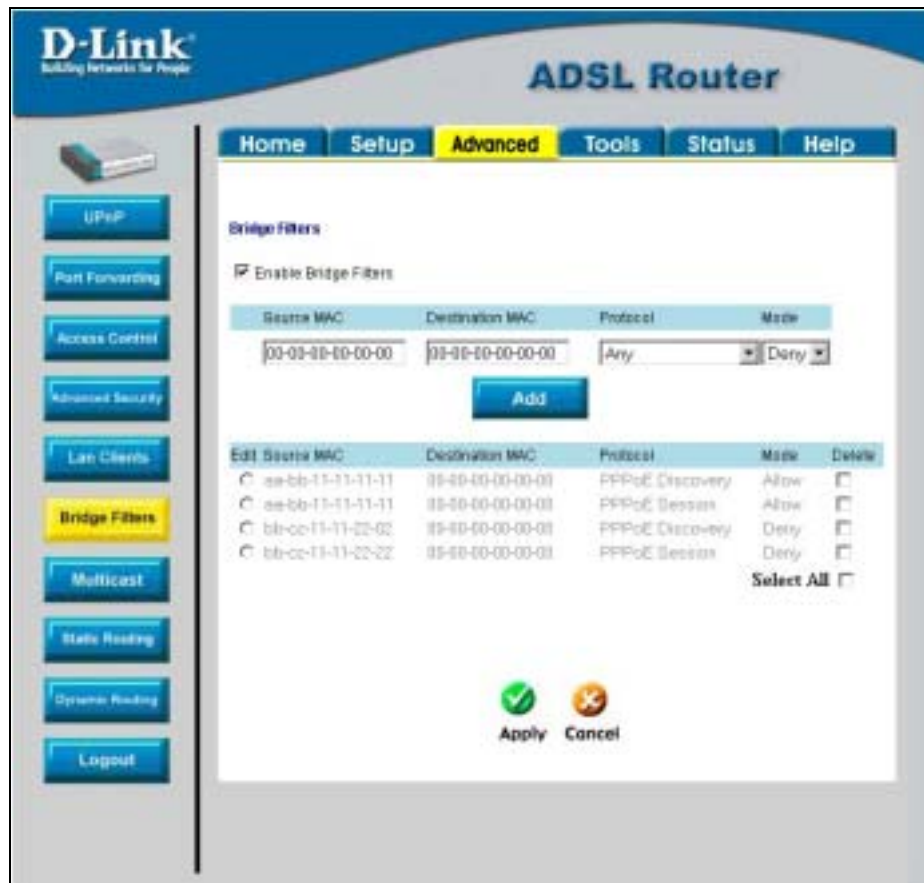 D-Link
Building Networks for People
ADSL Router
Home Setup Advanced Tools Status Help
UPnP
Port Forwarding
Access Control
Advanced Security
Lan Clients
Bridge Filters
Multicast
Static Routing
Dynamic Routing
Logout
Bridge Filters
Enable Bridge Filters
Source MAC Destination MAC Protocol Mode
00-00-00-00-00-00 00-00-00-00-00-00 Any Deny
Add
Edit Source MAC Destination MAC Protocol Mode Delete
aa-bb-11-11-11-11 00-00-00-00-00-00 PPPoE Discovery Allow
aa-bb-11-11-11-11 00-00-00-00-00-00 PPPoE Session Allow
bb-cc-11-11-22-02 00-00-00-00-00-00 PPPoE Discovery Deny
bb-cc-11-11-22-22 00-00-00-00-00-00 PPPoE Session Deny
Select All
Apply Cancel